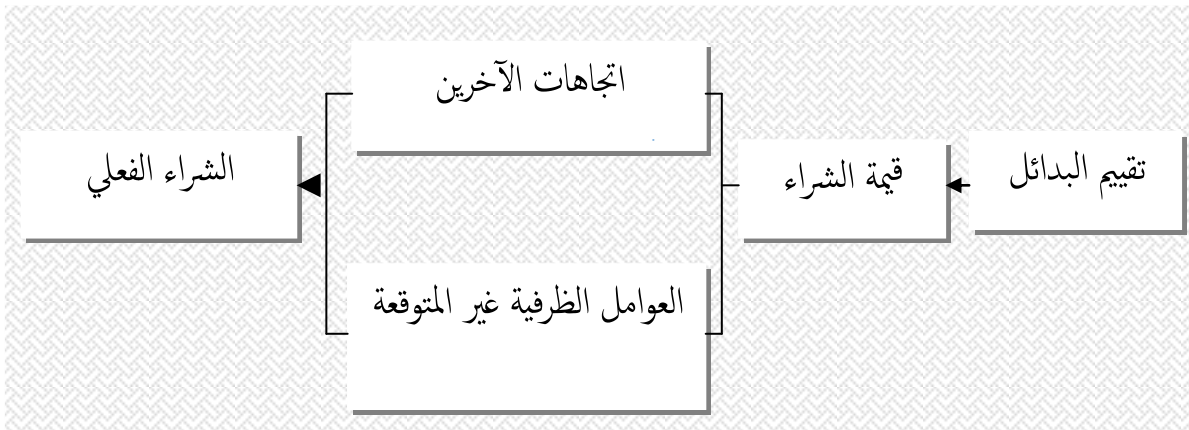 تقييم البدائل
قيمة الشراء
اتجاهات الآخرين
العوامل الظرفية غير المتوقعة
الشراء الفعلي